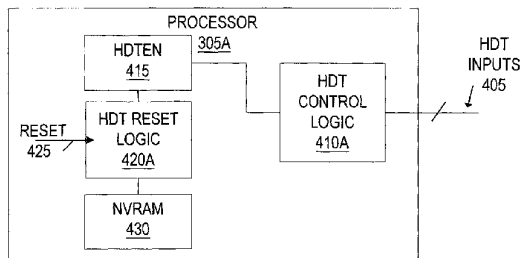 PROCESSOR
305A
HDTEN
415
HDT RESET
LOGIC
420A
RESET
425
NVRAM
430
HDT
CONTROL
LOGIC
410A
HDT
INPUTS
405